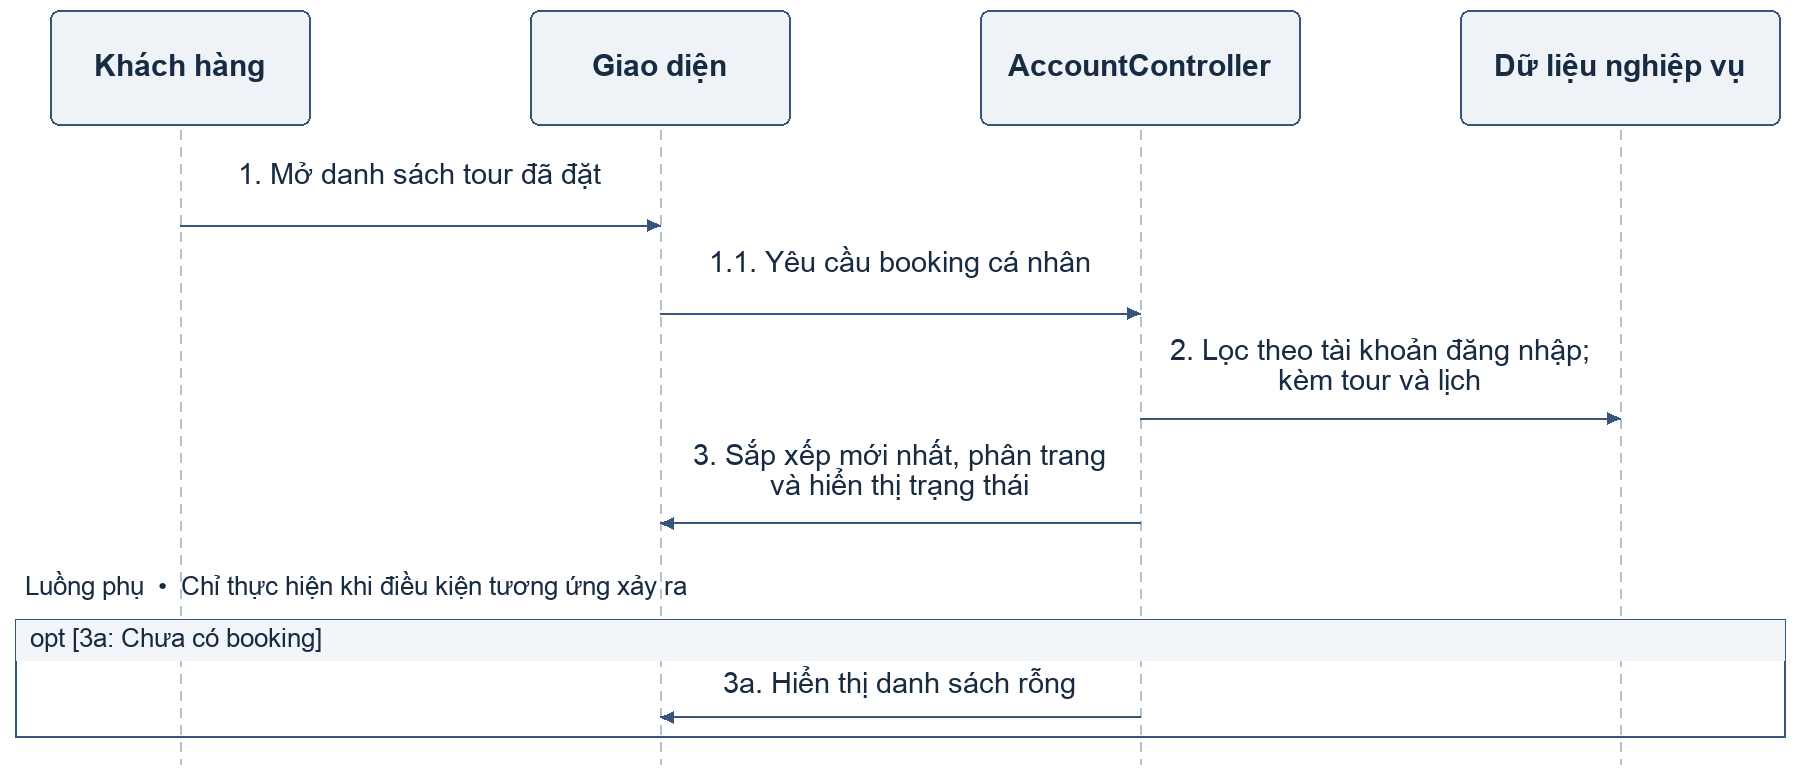 Khách hàng
Giao diện
AccountController
Dữ liệu nghiệp vụ
1. Mở danh sách tour đã đặt
1.1. Yêu cầu booking cá nhân
2. Lọc theo tài khoản đăng nhập;
kèm tour và lịch
3. Sắp xếp mới nhất, phân trang
và hiển thị trạng thái
Luồng phụ • Chỉ thực hiện khi điều kiện tương ứng xảy ra
opt [3a: Chưa có booking]
3a. Hiển thị danh sách rỗng